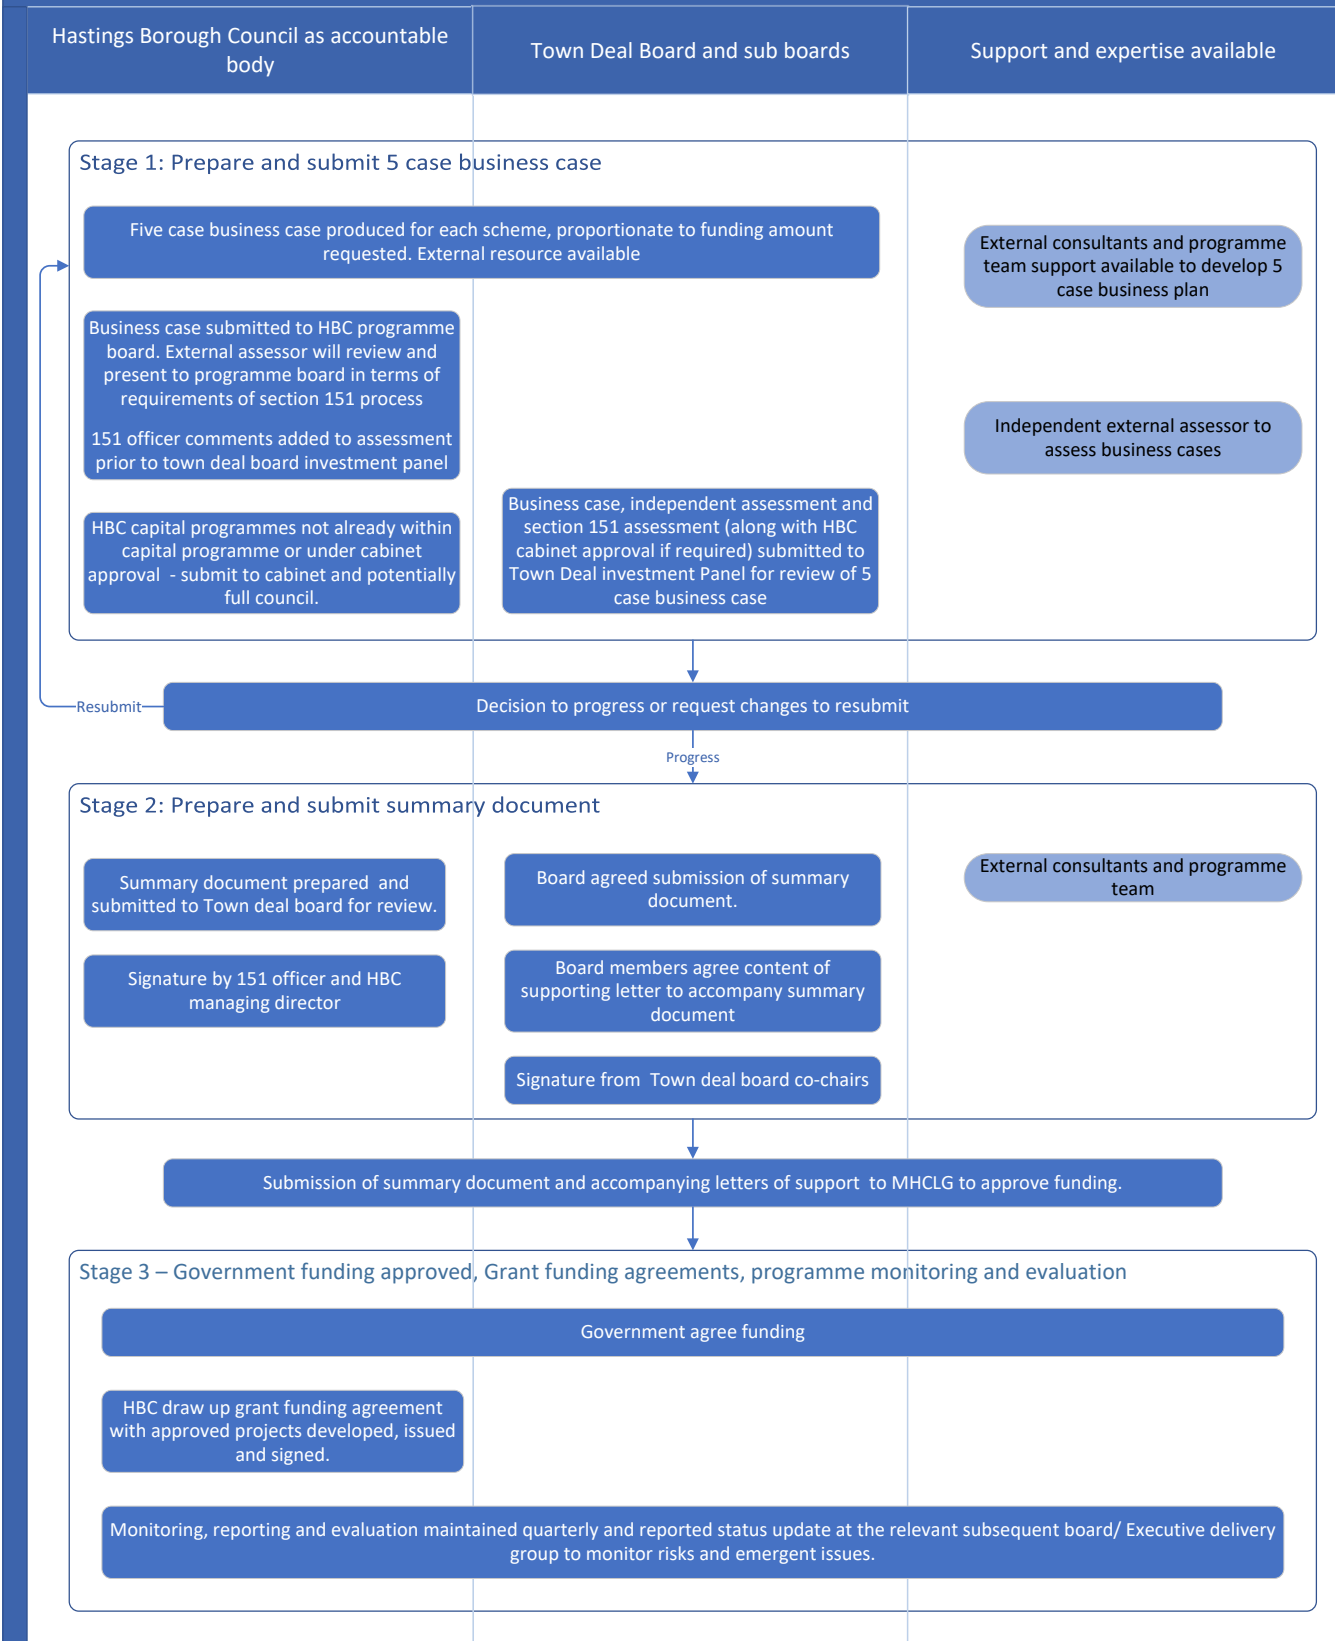 Hastings Borough Council as accountable
body
Town Deal Board and sub boards
Support and expertise available
Stage 1: Prepare and submit 5 case business case
Five case business case produced for each scheme, proportionate to funding amount
requested. External resource available
External consultants and programme
team support available to develop 5
case business plan
Business case submitted to HBC programme
board. External assessor will review and
present to programme board in terms of
requirements of section 151 process
151 officer comments added to assessment
prior to town deal board investment panel
Independent external assessor to
assess business cases
HBC capital programmes not already within
capital programme or under cabinet
approval - submit to cabinet and potentially
full council.
Business case, independent assessment and
section 151 assessment (along with HBC
cabinet approval if required) submitted to
Town Deal investment Panel for review of 5
case business case
Resubmit
Decision to progress or request changes to resubmit
Progress
Stage 2: Prepare and submit summary document
Summary document prepared and
submitted to Town deal board for review.
Board agreed submission of summary
document.
External consultants and programme
team
Signature by 151 officer and HBC
managing director
Board members agree content of
supporting letter to accompany summary
document
Signature from Town deal board co-chairs
Submission of summary document and accompanying letters of support to MHCLG to approve funding.
Stage 3 – Government funding approved, Grant funding agreements, programme monitoring and evaluation
Government agree funding
HBC draw up grant funding agreement
with approved projects developed, issued
and signed.
Monitoring, reporting and evaluation maintained quarterly and reported status update at the relevant subsequent board/ Executive delivery
group to monitor risks and emergent issues.